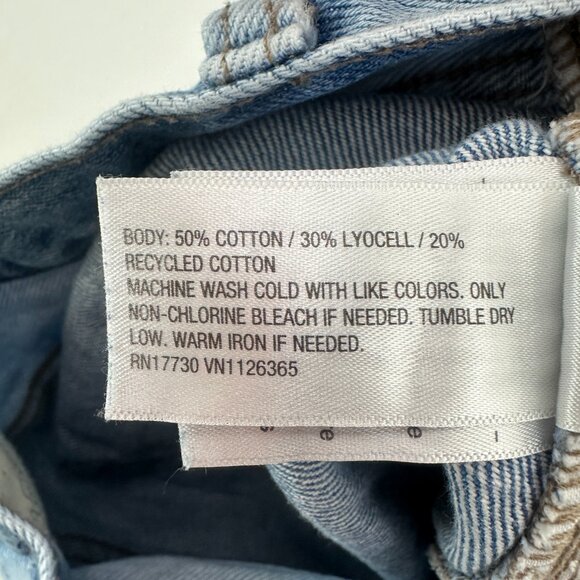 BODY: 50% COTTON / 30% LYOCELL / 20%
RECYCLED COTTON
MACHINE WASH COLD WITH LIKE COLORS. ONLY
NON-CHLORINE BLEACH IF NEEDED. TUMBLE DRY
LOW. WARM IRON IF NEEDED.
RN17730 VN1126365